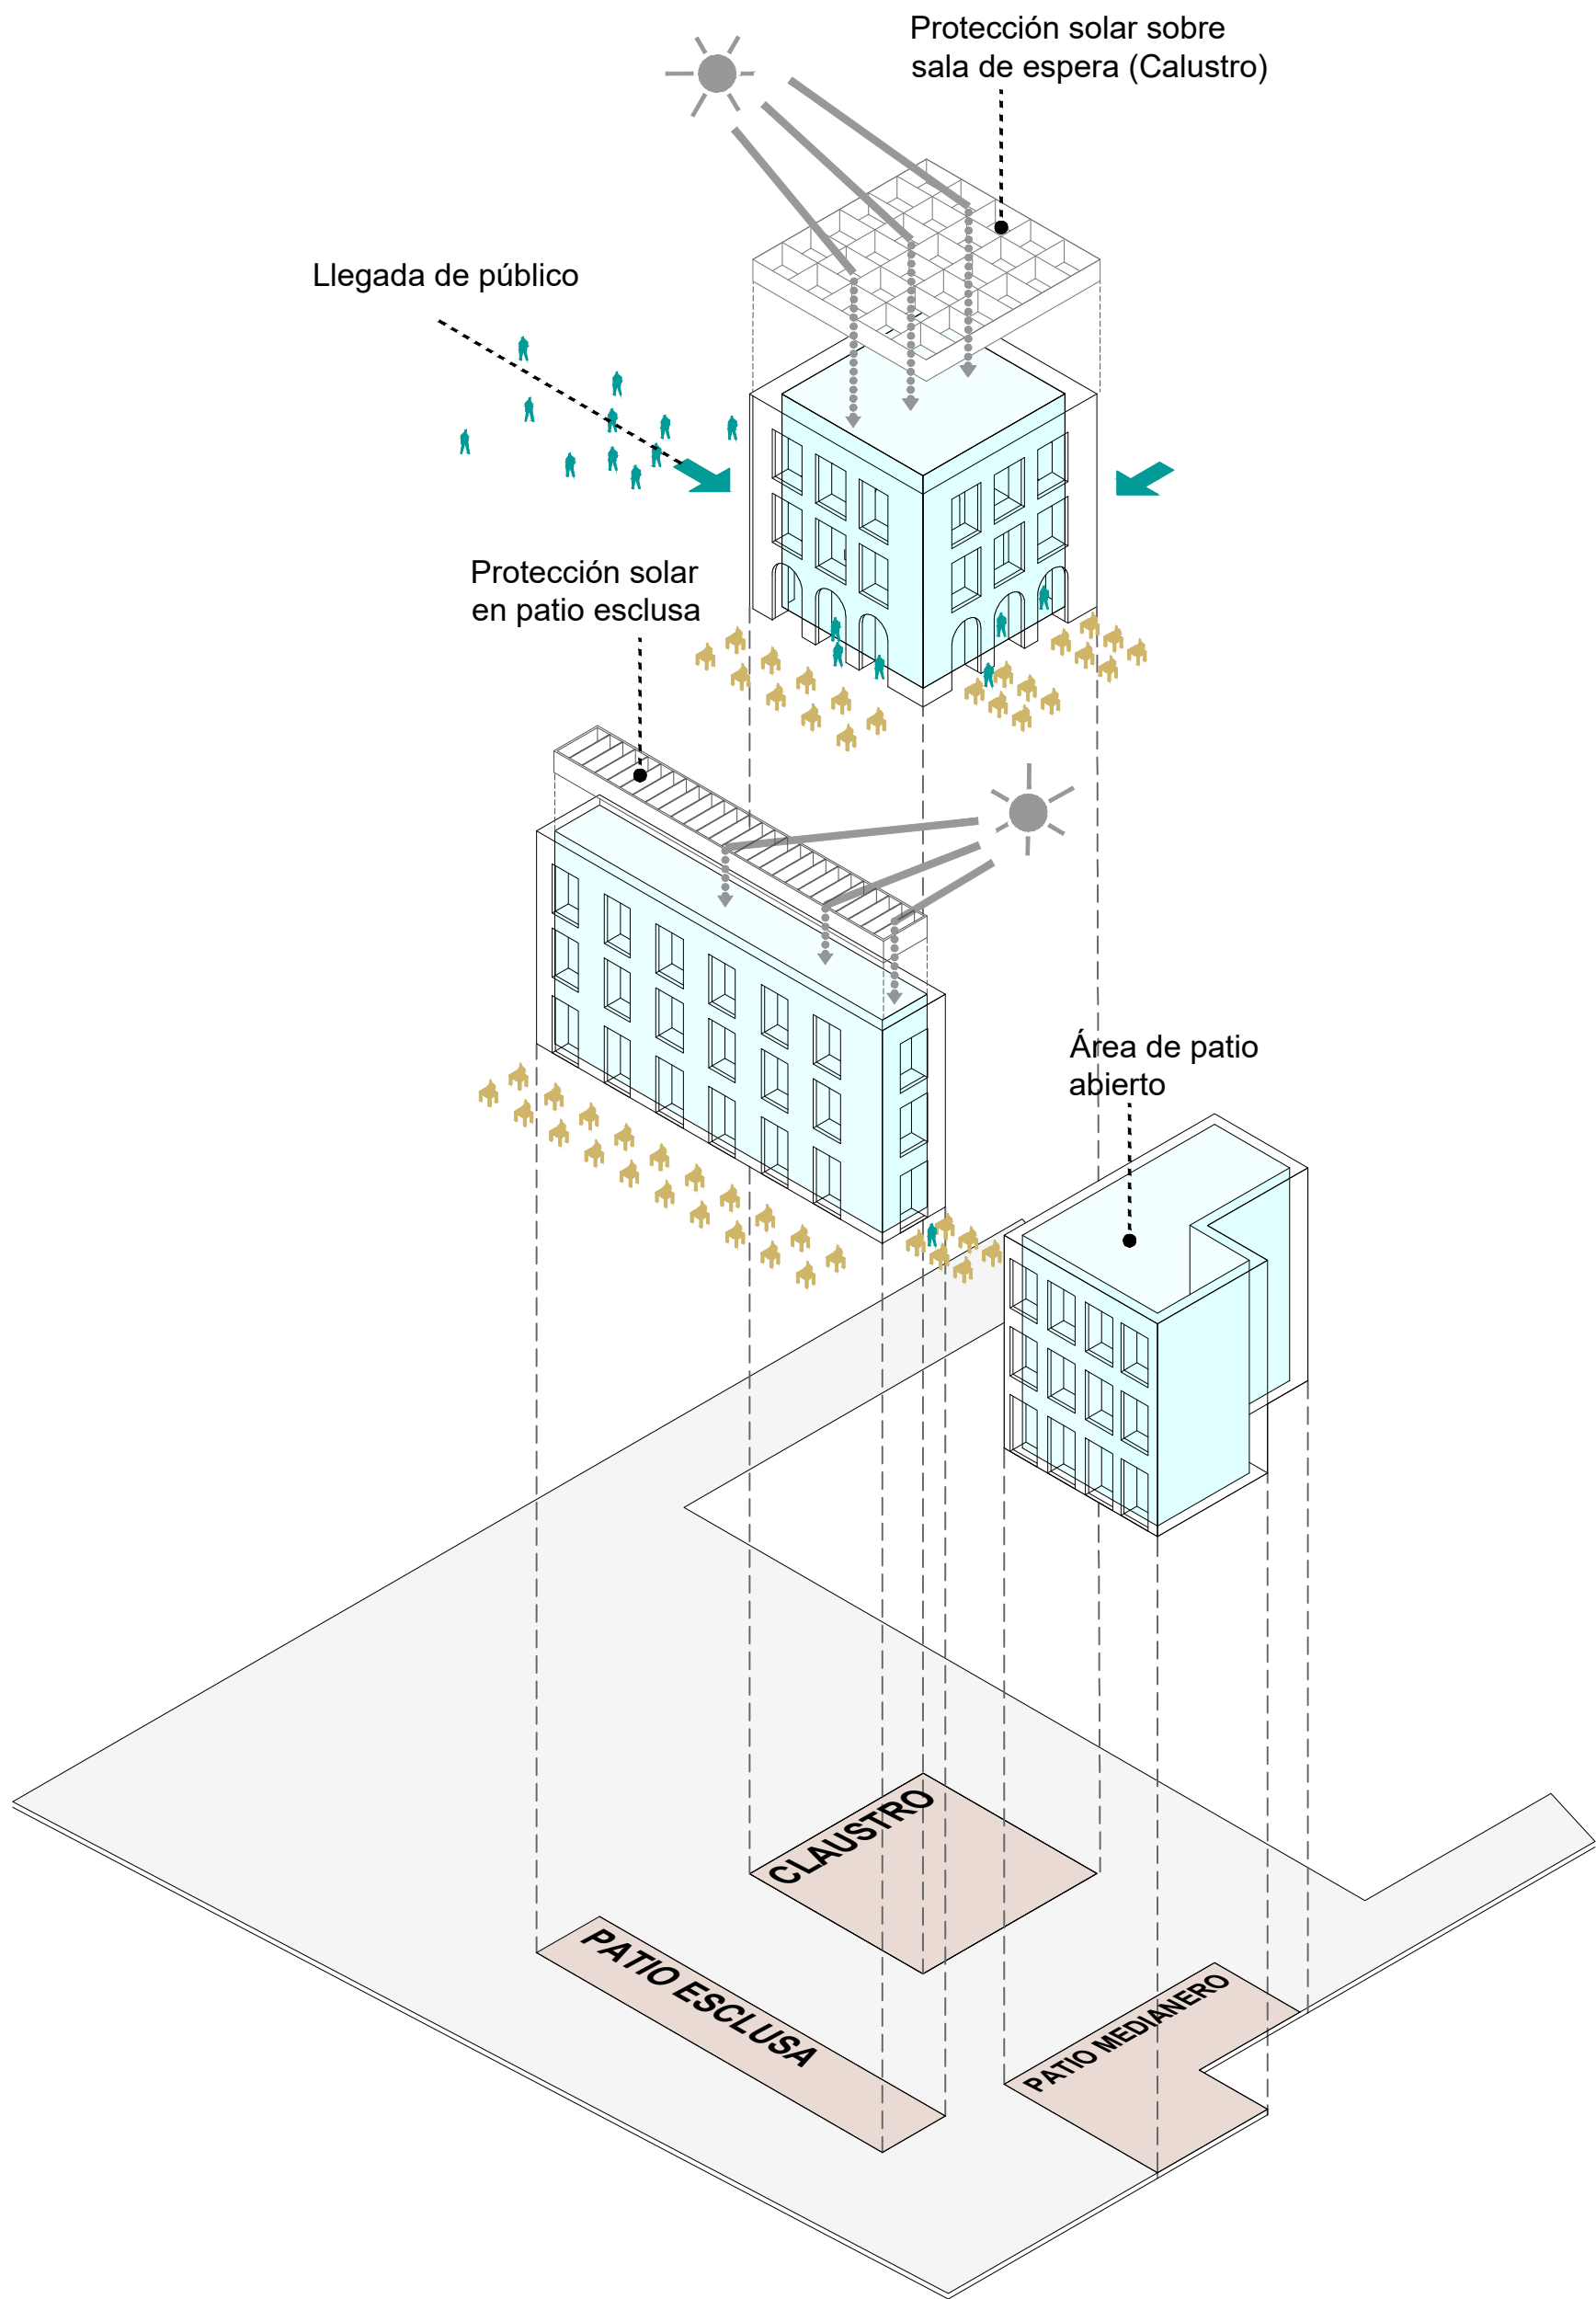 Protección solar sobre
sala de espera (Calustro)
Llegada de público
Protección solar
en patio esclusa
Área de patio
abierto
CLAUSTRO
PATIO ESCLUSA
PATIO MEDIANERO